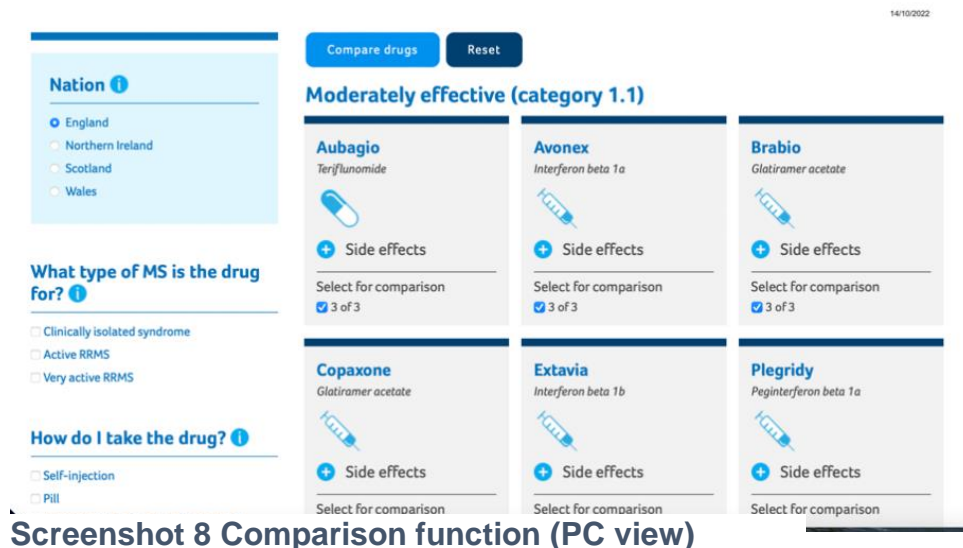 14/10/2022
Compare drugs
Reset
Nation
England
Northern Ireland
Scotland
Wales
What type of MS is the drug
for?
Clinically isolated syndrome
Active RRMS
Very active RRMS
How do I take the drug?
Self-injection
Pill
Moderately effective (category 1.1)
Aubagio
Teriflunomide
Side effects
Select for comparison
3 of 3
Avonex
Interferon beta 1a
Side effects
Select for comparison
3 of 3
Brabio
Glatiramer acetate
Side effects
Select for comparison
3 of 3
Copaxone
Glatiramer acetate
Side effects
Select for comparison
Extavia
Interferon beta 1b
Side effects
Select for comparison
Plegridy
Peginterferon beta 1a
Side effects
Select for comparison
Screenshot 8 Comparison function (PC view)